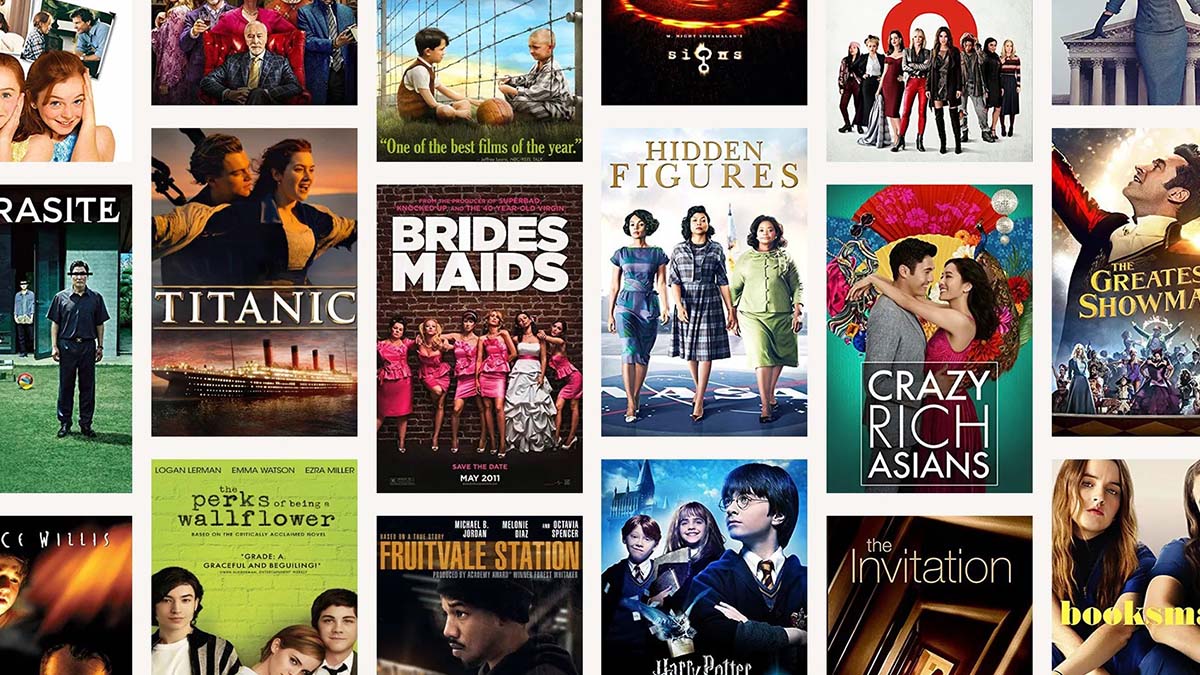 RASITE
CE WILLIS
TITANIC
LOGAN LERMAN EMMA WATSON EZRA MILLER
the
perks of being a
wallflower
BASED ON THE CRITICALLY ACCLAIMED NOVEL
"GRADE: A.
GRACEFUL AND BEGUILING!"
"One of the best films of the year."
FROM THE PRODUCER OF SUPERBAD,
KNOCKED UP, AND THE 40-YEAR-OLD VIRGIN
BRIDES
MAIDS
SAVE THE DATE
MAY 2011
MICHAEL B. JORDAN MELONIE DIAZ AND OCTAVIA SPENCER
BASED ON A TRUE STORY
FRUITVALE STATION
PRODUCED BY ACADEMY AWARD® WINNER FOREST WHITAKER
M. NIGHT SHYAMALAN'S
signs
HIDDEN
FIGURES
NASA
Harry Potter
8
CRAZY
RICH
ASIANS
the
Invitation
THE
GREATES
SHOWMA
booksma